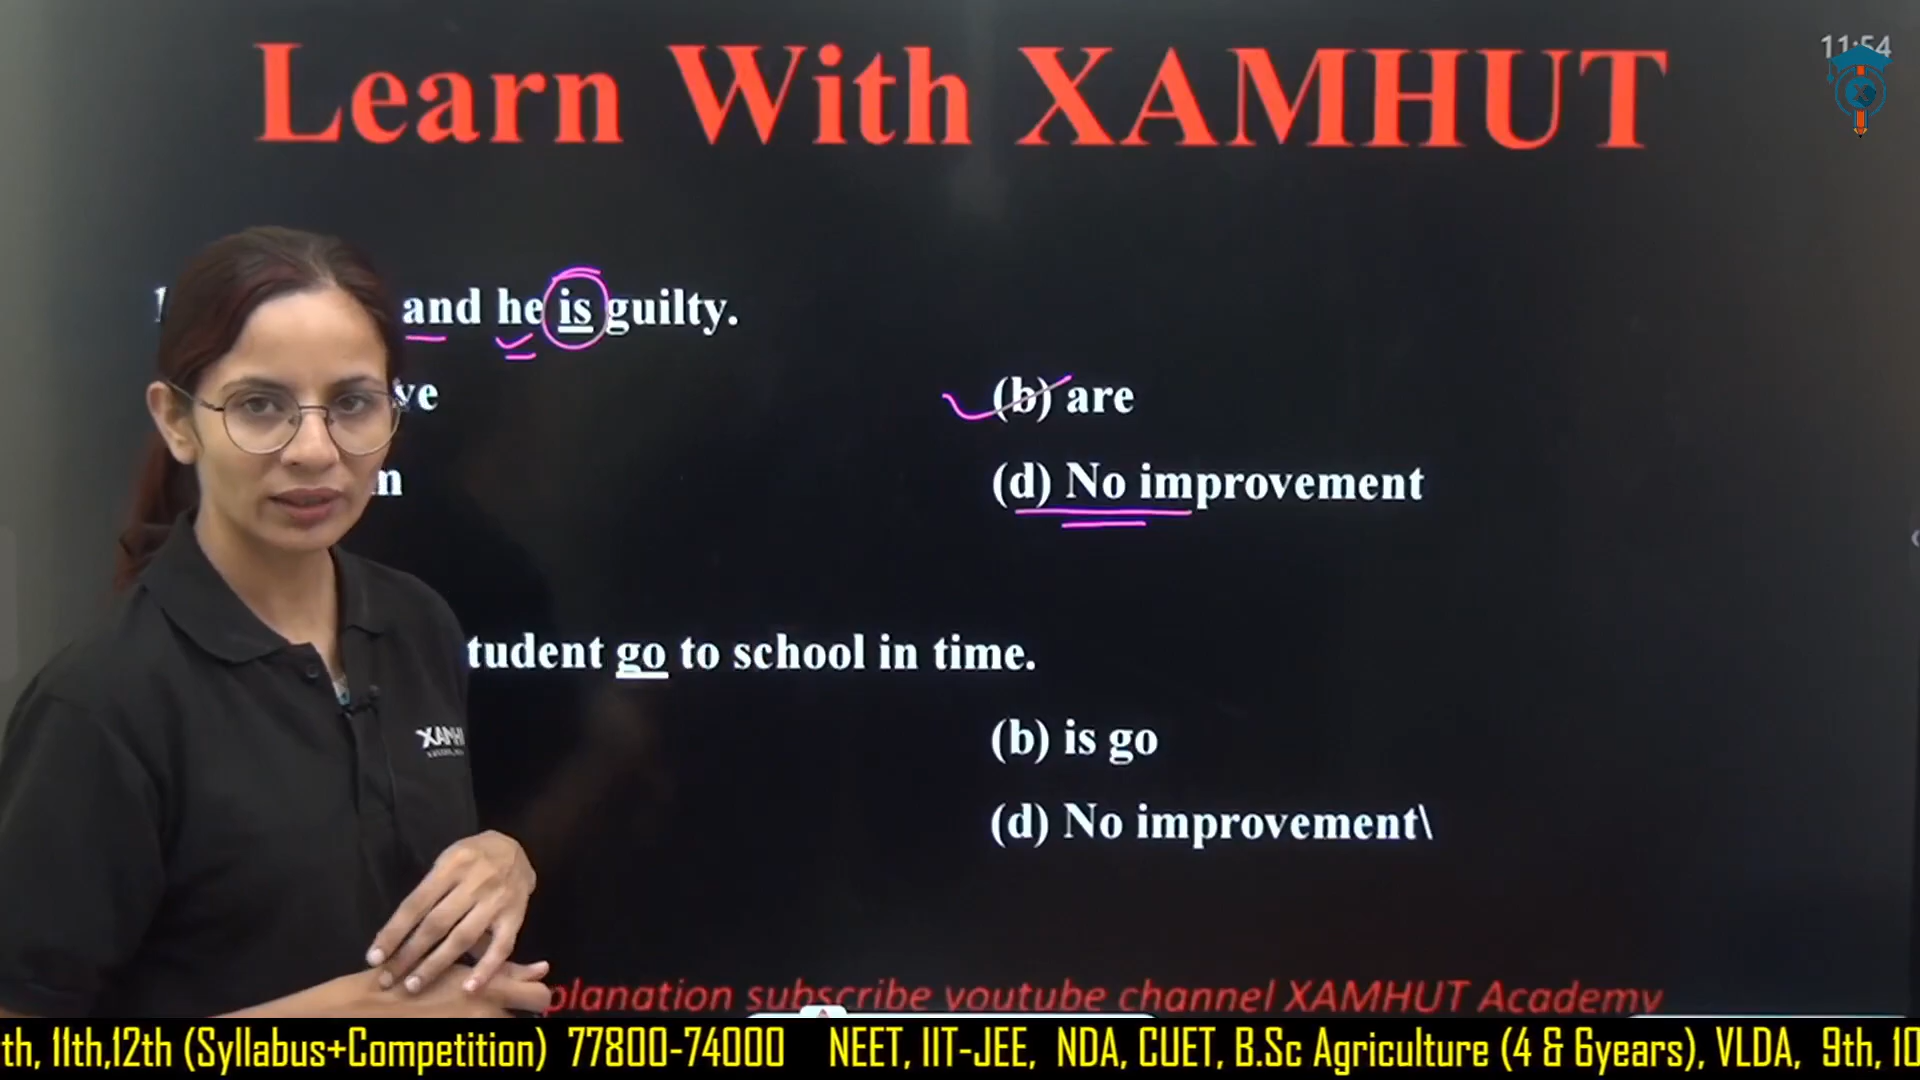 Learn With XAMHUT
11:54
and he is guilty.
ve
(b) are
n
(d) No improvement
tudent go to school in time.
(b) is go
(d) No improvement\
XAMH
planation subscribe youtube channel XAMHUT Academy
th, 11th,12th (Syllabus+Competition) 77800-74000 NEET, IIT-JEE, NDA, CUET, B.Sc Agriculture (4 & 6years), VLDA, 9th, 10